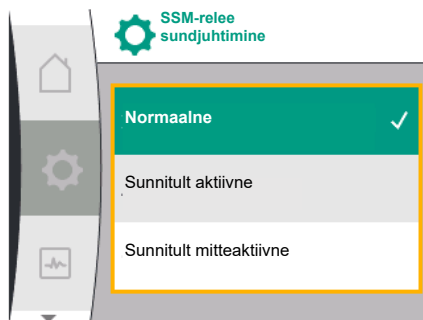 SSM-relee
sundjuhtimine
Normaalne
Sunnitult aktiivne
Sunnitult mitteaktiivne